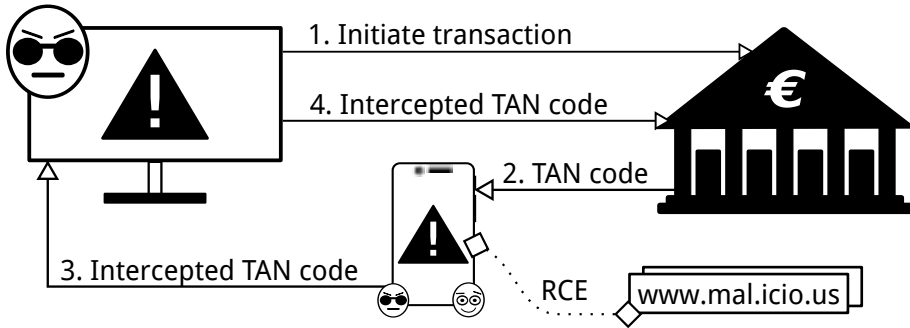 1. Initiate transaction
!
€
4. Intercepted TAN code
2. TAN code
!
3. Intercepted TAN code
RCE
www.mal.icio.us